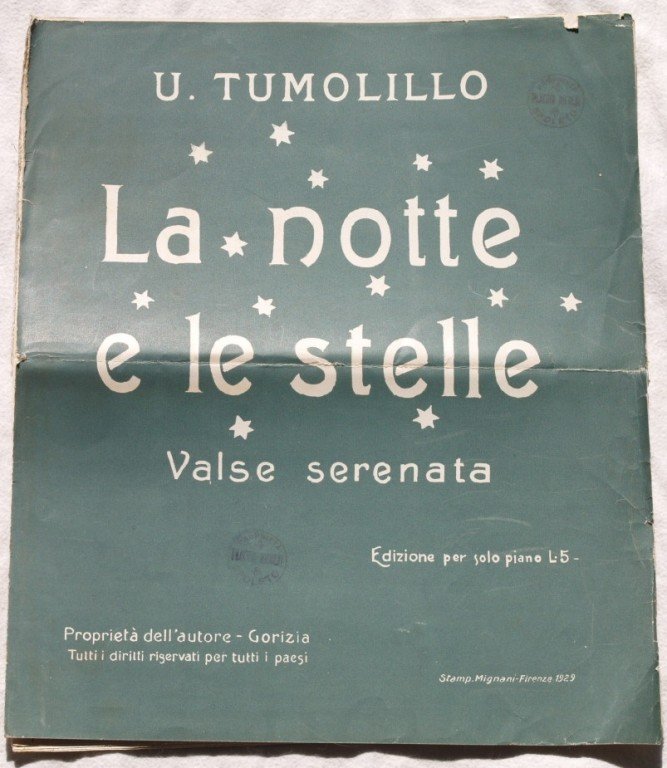 U. TUMOLILLO
La notte
e le stelle
Valse serenata
Edizione per solo piano L.5-
Proprietà dell'autore - Gorizia
Tutti i diritti riservati per tutti i paesi
Stamp. Mignani-Firenze 1929